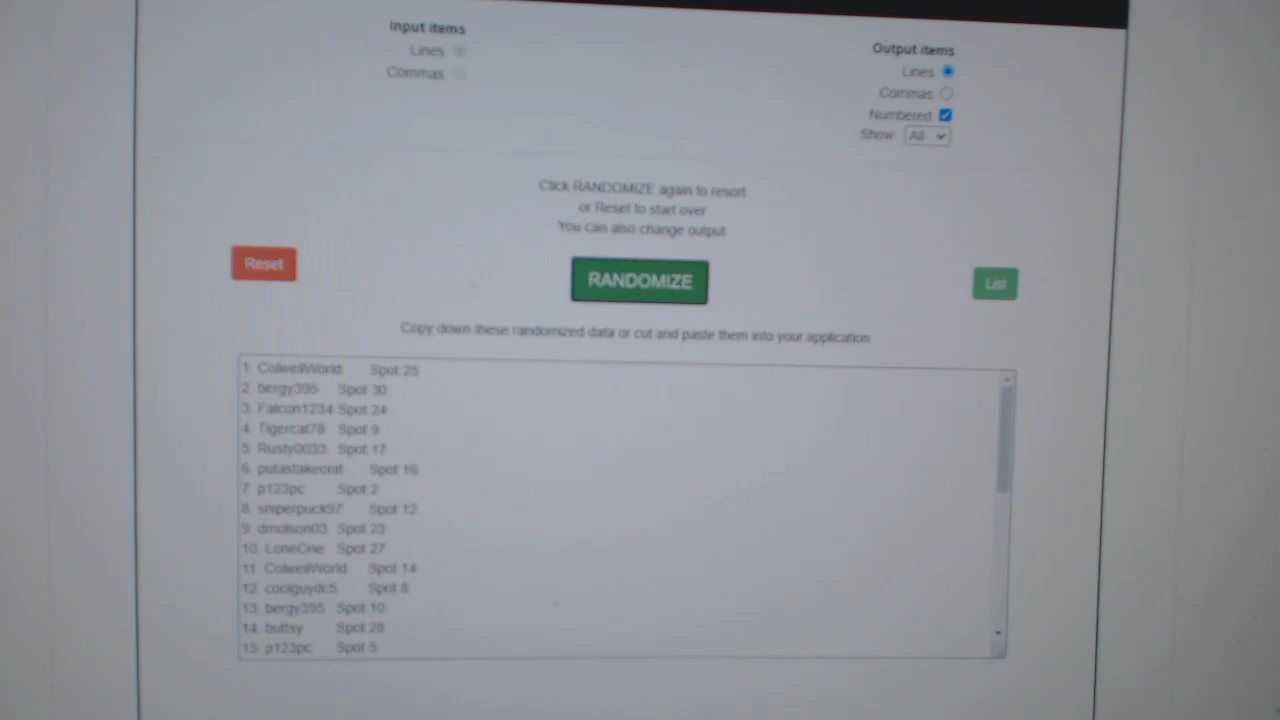 Input items
Lines
Commas
Output items
Lines
Commas
Numbered
Show All
Click RANDOMIZE again to resort
or Reset to start over
You can also change output
Reset
RANDOMIZE
List
Copy down these randomized data or cut and paste them into your application
1. ColwellWorld Spot 25
2. bergy395 Spot 30
3. Falcon1234 Spot 24
4. Tigercat78 Spot 9
5. Rusty0033 Spot 17
6. putastakeonit Spot 16
7. p123pc Spot 2
8. sniperpuck97 Spot 12
9. dmolson03 Spot 23
10. LoneOne Spot 27
11. ColwellWorld Spot 14
12. coolguydc5 Spot 8
13. bergy395 Spot 10
14. buttsy Spot 28
15. p123pc Spot 5